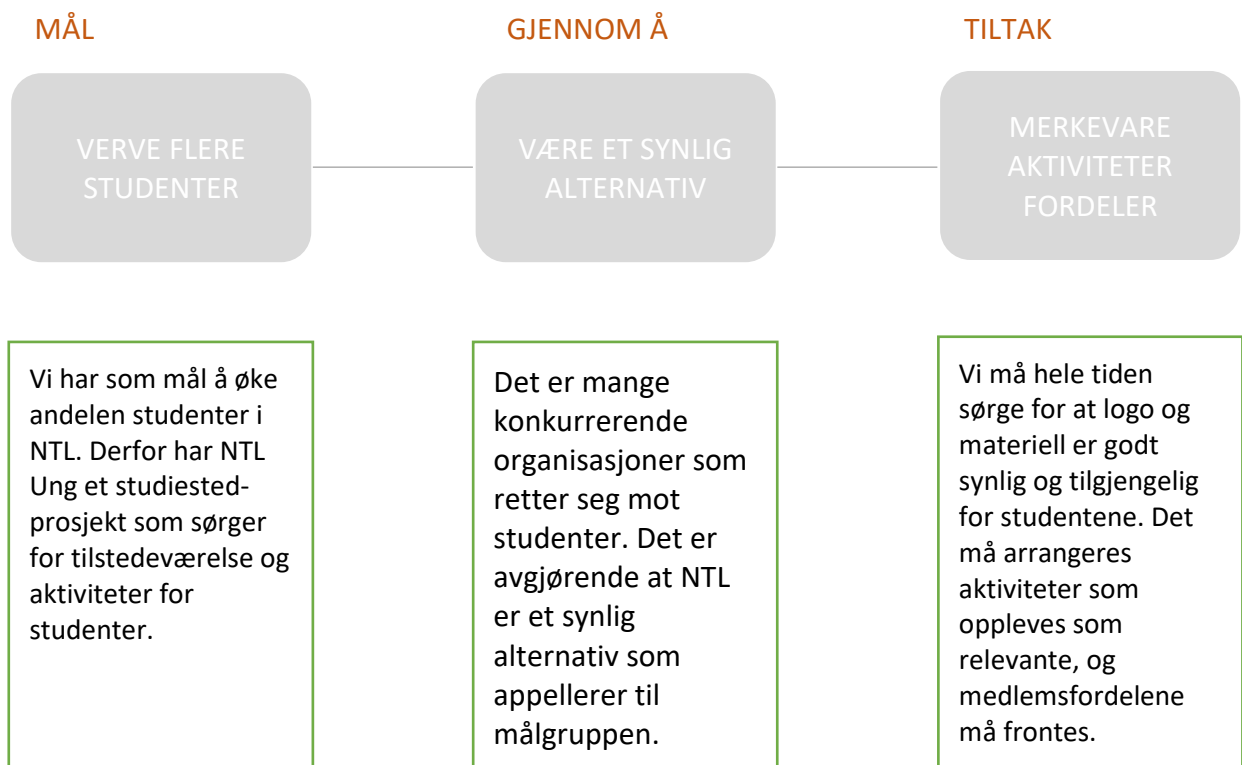 MÅL
GJENNOM Å
TILTAK
VERVE FLERE
STUDENTER
VÆRE ET SYNLIG
ALTERNATIV
MERKEVARE
AKTIVITETER
FORDELER
Vi har som mål å øke
andelen studenter i
NTL. Derfor har NTL
Ung et studiested-
prosjekt som sørger
for tilstedeværelse og
aktiviteter for
studenter.
Det er mange
konkurrerende
organisasjoner som
retter seg mot
studenter. Det er
avgjørende at NTL
er et synlig
alternativ som
appellerer til
målgruppen.
Vi må hele tiden
sørge for at logo og
materiell er godt
synlig og tilgjengelig
for studentene. Det
må arrangeres
aktiviteter som
oppleves som
relevante, og
medlemsfordelene
må frontes.